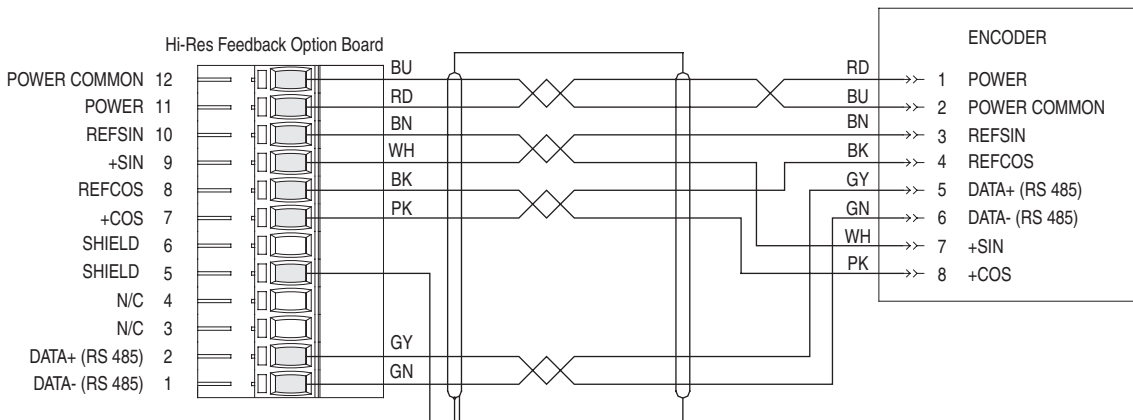 Hi-Res Feedback Option Board
POWER COMMON 12
POWER 11
REFSIN 10
+SIN 9
REFCOS 8
+COS 7
SHIELD 6
SHIELD 5
N/C 4
N/C 3
DATA+ (RS 485) 2
DATA- (RS 485) 1
BU
RD
BN
WH
BK
PK
GY
GN
RD
BU
BN
BK
GY
GN
WH
PK
ENCODER
1 POWER
2 POWER COMMON
3 REFSIN
4 REFCOS
5 DATA+ (RS 485)
6 DATA- (RS 485)
7 +SIN
8 +COS